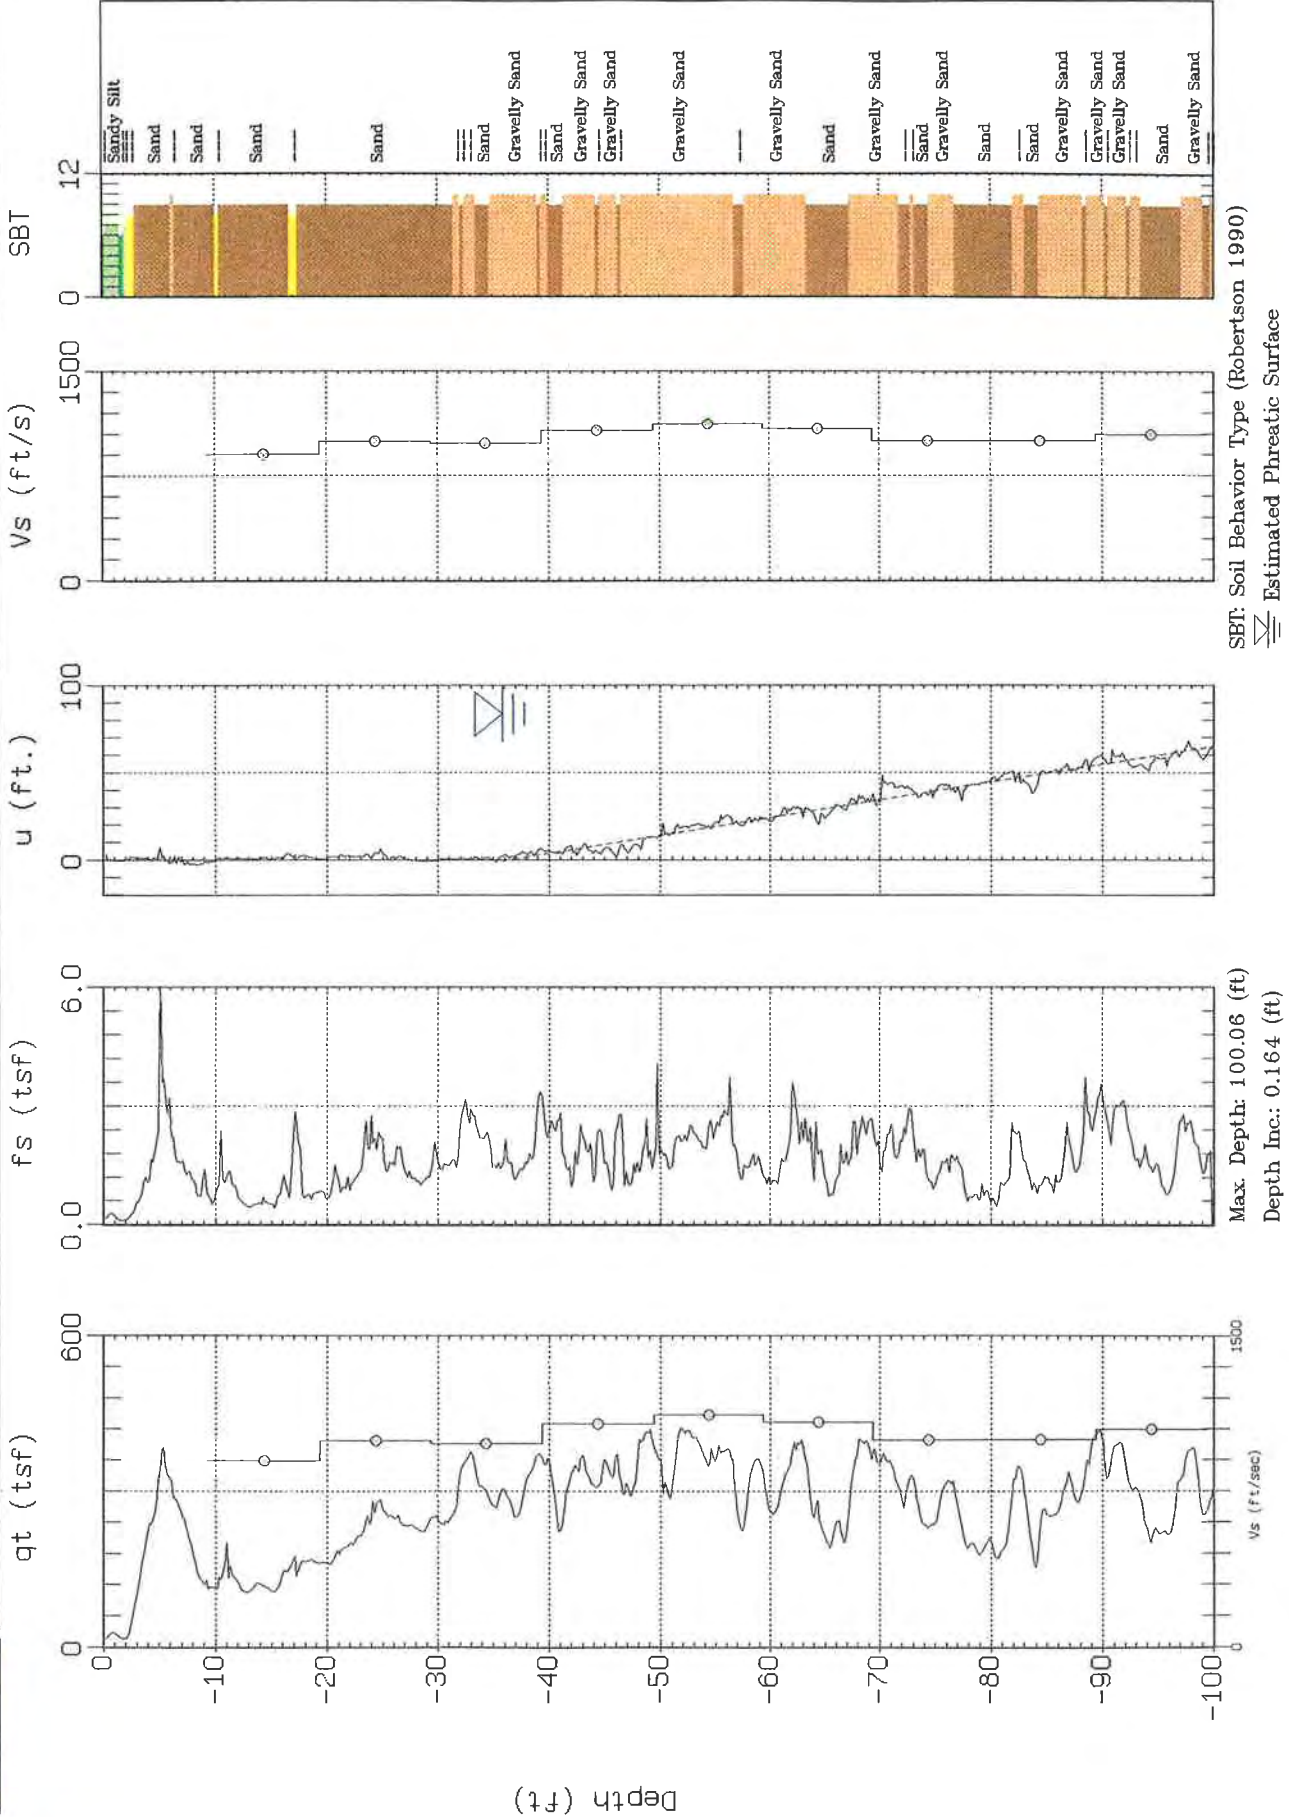 qt (tsf)
0
600
fs (tsf)
0.0
6.0
u (ft.)
0
100
Vs (ft/s)
0
1500
SBT
0
12
Depth (ft)
0
-10
-20
-30
-40
-50
-60
-70
-80
-90
-100
0
Vs (ft/sec)
1500
Sandy Silt
Sand
Sand
Sand
Sand
Sand
Gravelly Sand
Sand
Gravelly Sand
Gravelly Sand
Gravelly Sand
Gravelly Sand
Sand
Gravelly Sand
Sand
Gravelly Sand
Sand
Sand
Gravelly Sand
Gravelly Sand
Gravelly Sand
Sand
Gravelly Sand
Max. Depth: 100.06 (ft)
Depth Inc.: 0.164 (ft)
SBT: Soil Behavior Type (Robertson 1990)
Estimated Phreatic Surface